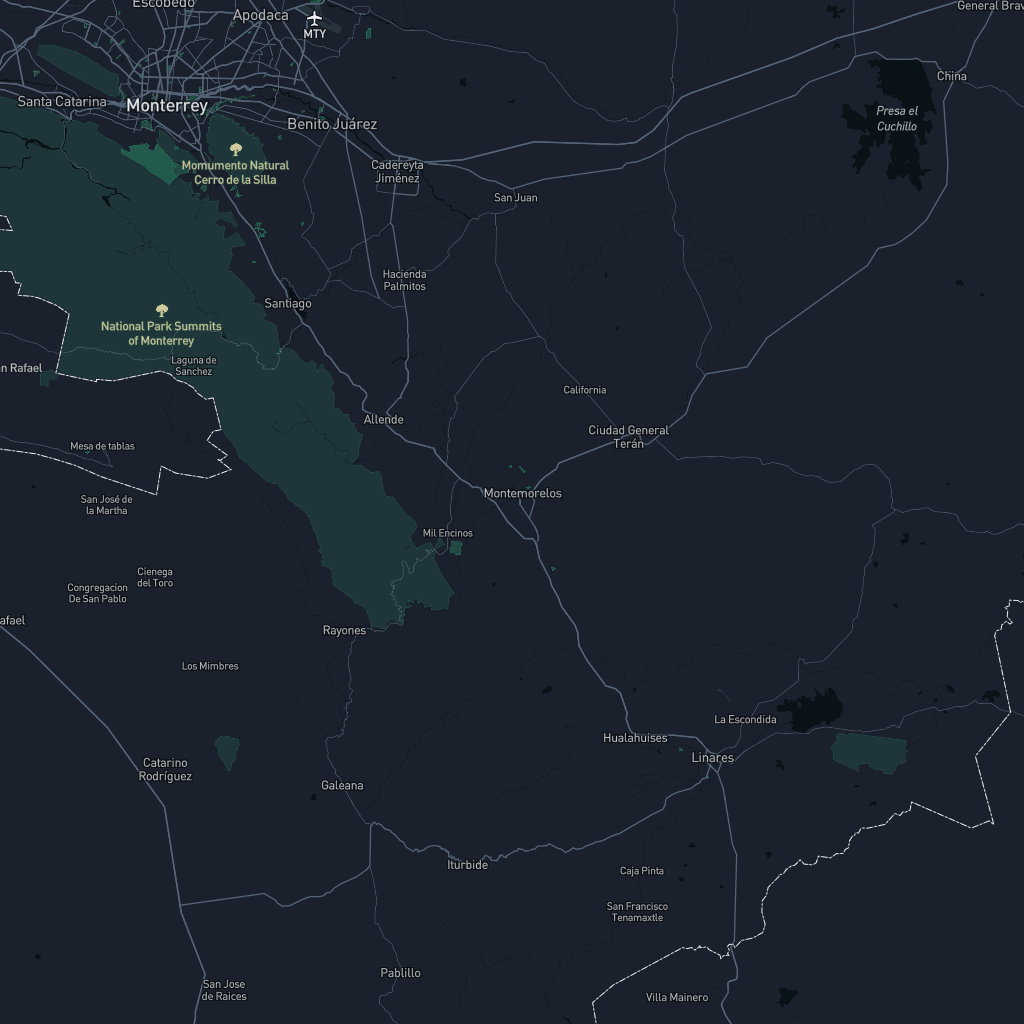 Escobedo
Apodaca
General Brav
MTY
China
Santa Catarina
Monterrey
Benito Juárez
Presa el
Cuchillo
Momumento Natural
Cerro de la Silla
Cadereyta
Jiménez
San Juan
Hacienda
Palmitos
Santiago
National Park Summits
of Monterrey
an Rafael
Laguna de
Sanchez
California
Allende
Ciudad General
Terán
Mesa de tablas
San José de
la Martha
Montemorelos
Mil Encinos
Cienega
del Toro
Congregacion
De San Pablo
afael
Rayones
Los Mimbres
La Escondida
Hualahuises
Linares
Catarino
Rodríguez
Galeana
Iturbide
Caja Pinta
San Francisco
Tenamaxtle
Pablillo
San Jose
de Raices
Villa Mainero